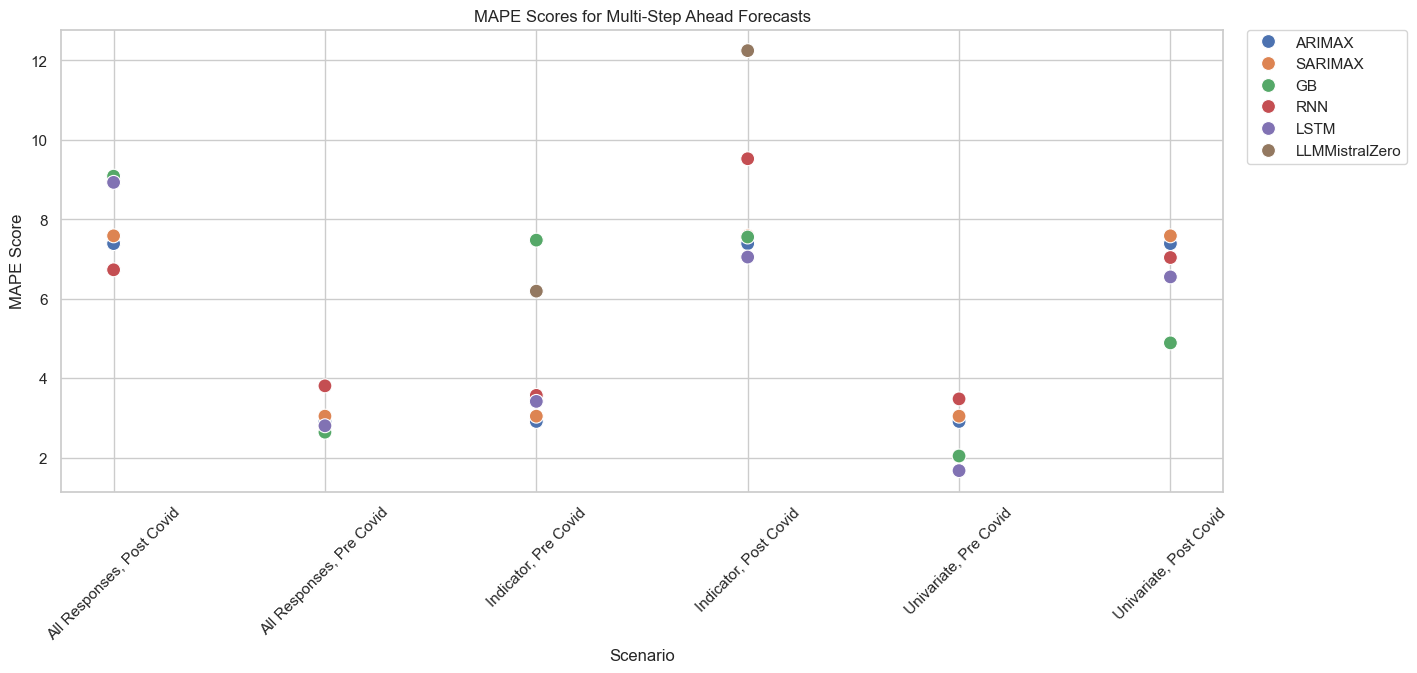 MAPE Scores for Multi-Step Ahead Forecasts
ARIMAX
SARIMAX
GB
RNN
LSTM
LLMMistralZero
MAPE Score
12
10
8
6
4
2
All Responses, Post Covid
All Responses, Pre Covid
Indicator, Pre Covid
Indicator, Post Covid
Univariate, Pre Covid
Univariate, Post Covid
Scenario